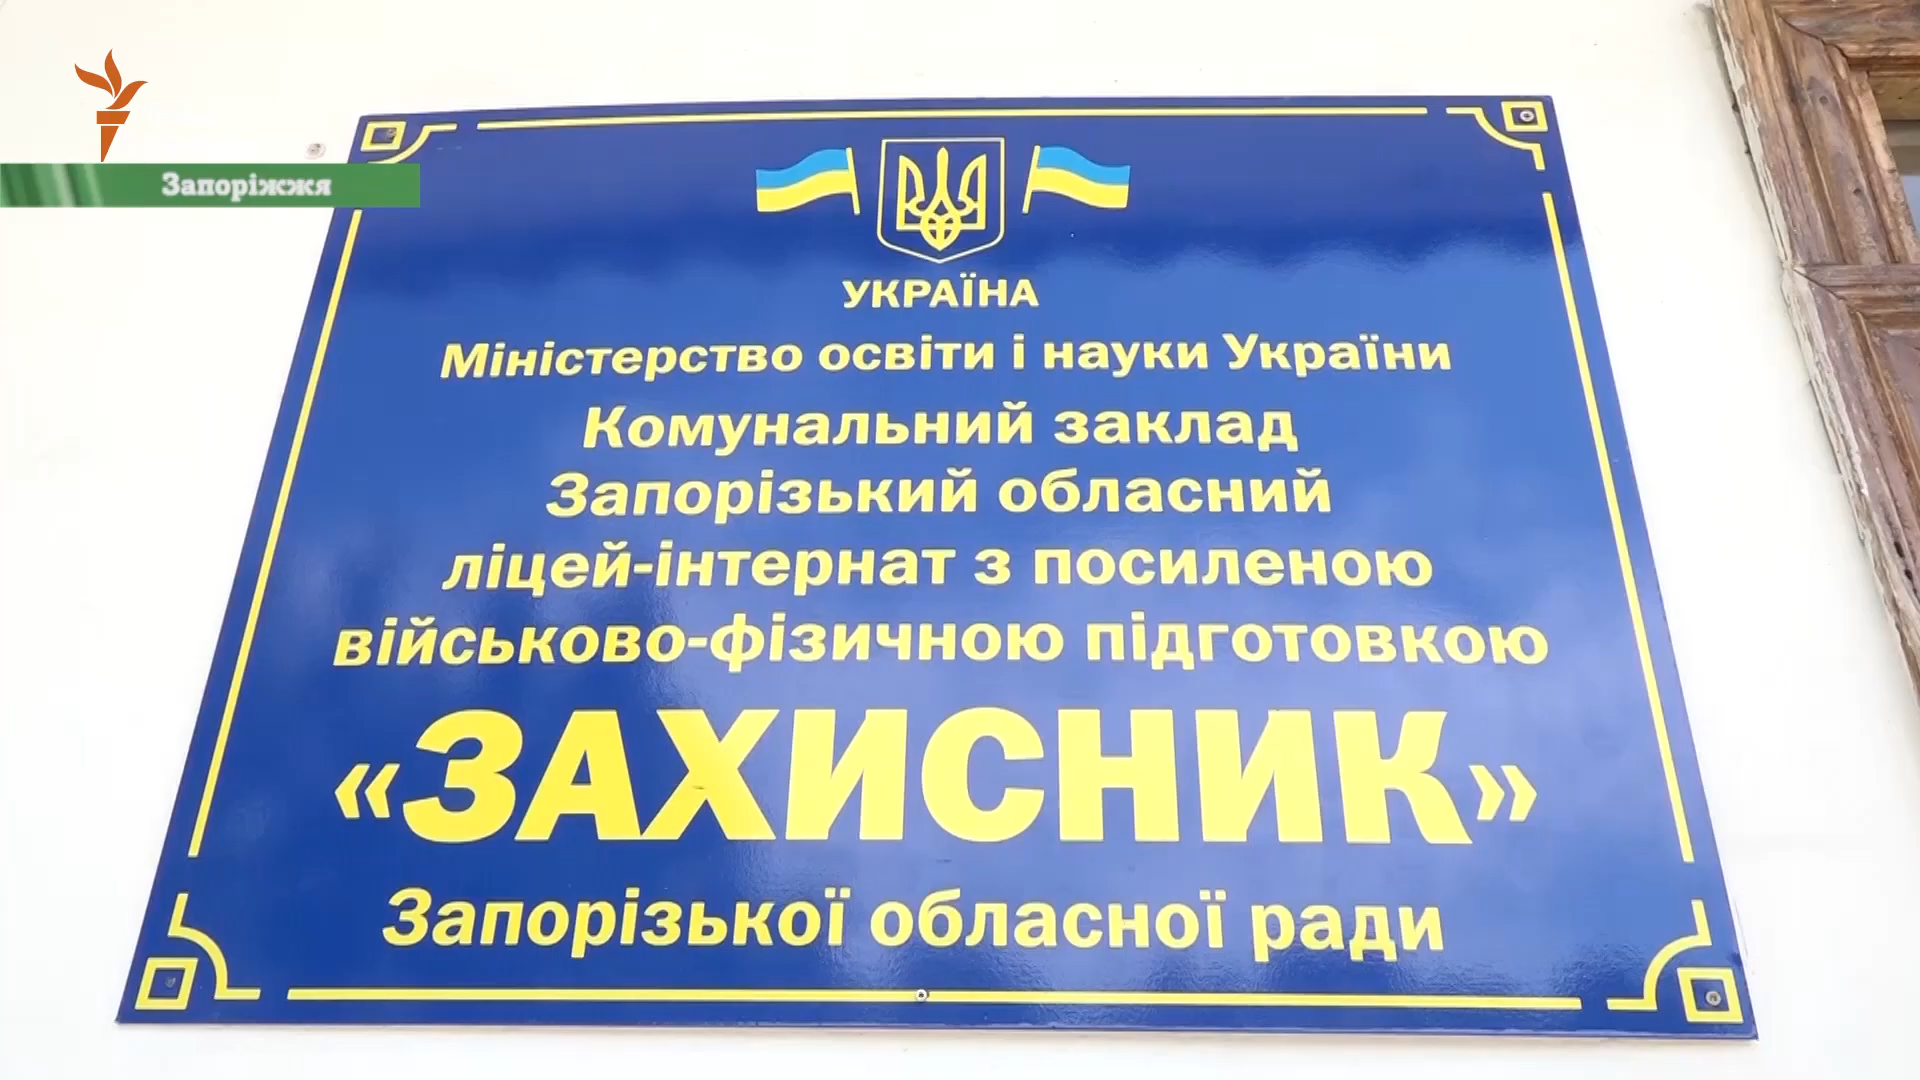 Запоріжжя
УКРАЇНА
Міністерство освіти і науки України
Комунальний заклад
Запорізький обласний
ліцей-інтернат з посиленою
військово-фізичною підготовкою
«ЗАХИСНИК»
Запорізької обласної ради